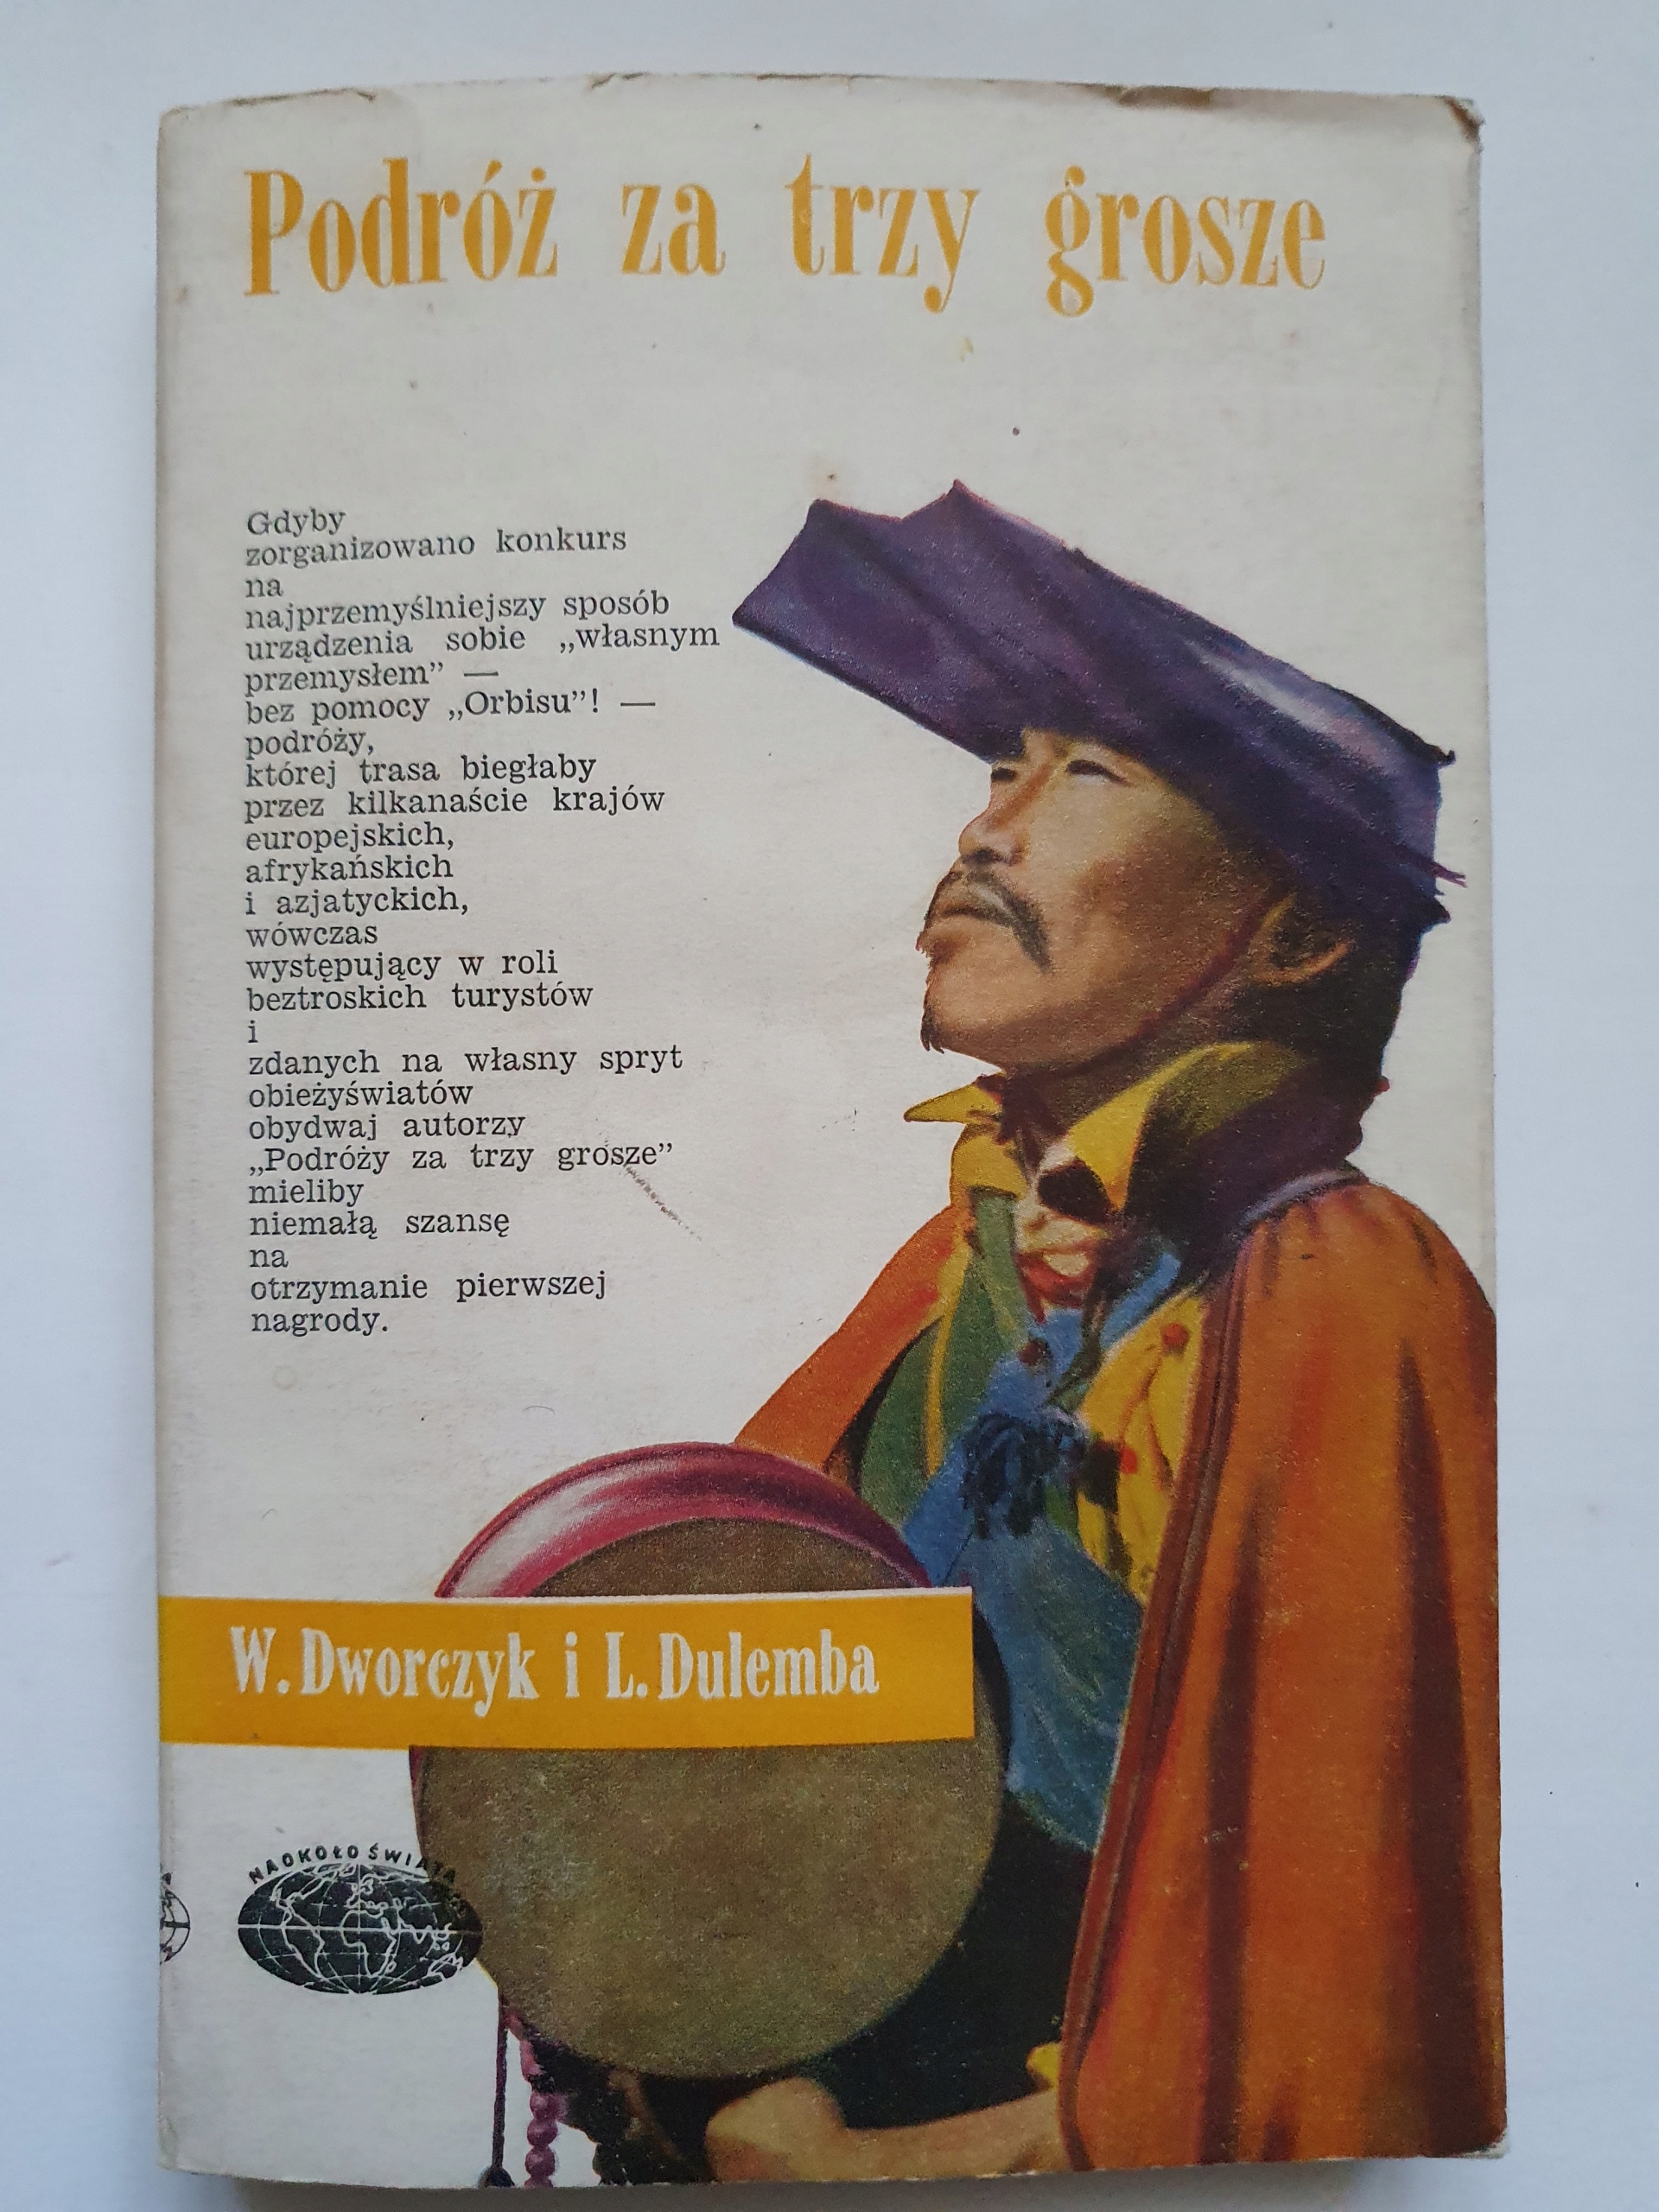 Podróż za trzy grosze
Gdyby
zorganizowano konkurs
na
najprzemyślniejszy sposób
urządzenia sobie „własnym
przemysłem” —
bez pomocy „Orbisu”! —
podróży,
której trasa biegłaby
przez kilkanaście krajów
europejskich,
afrykańskich
i azjatyckich,
wówczas
występujący w roli
beztroskich turystów
i
zdanych na własny spryt
obieżyświatów
obydwaj autorzy
„Podróży za trzy grosze”
mieliby
niemałą szansę
na
otrzymanie pierwszej
nagrody.
W. Dworczyk i L. Dulemba
NAOKOŁO ŚWIATA